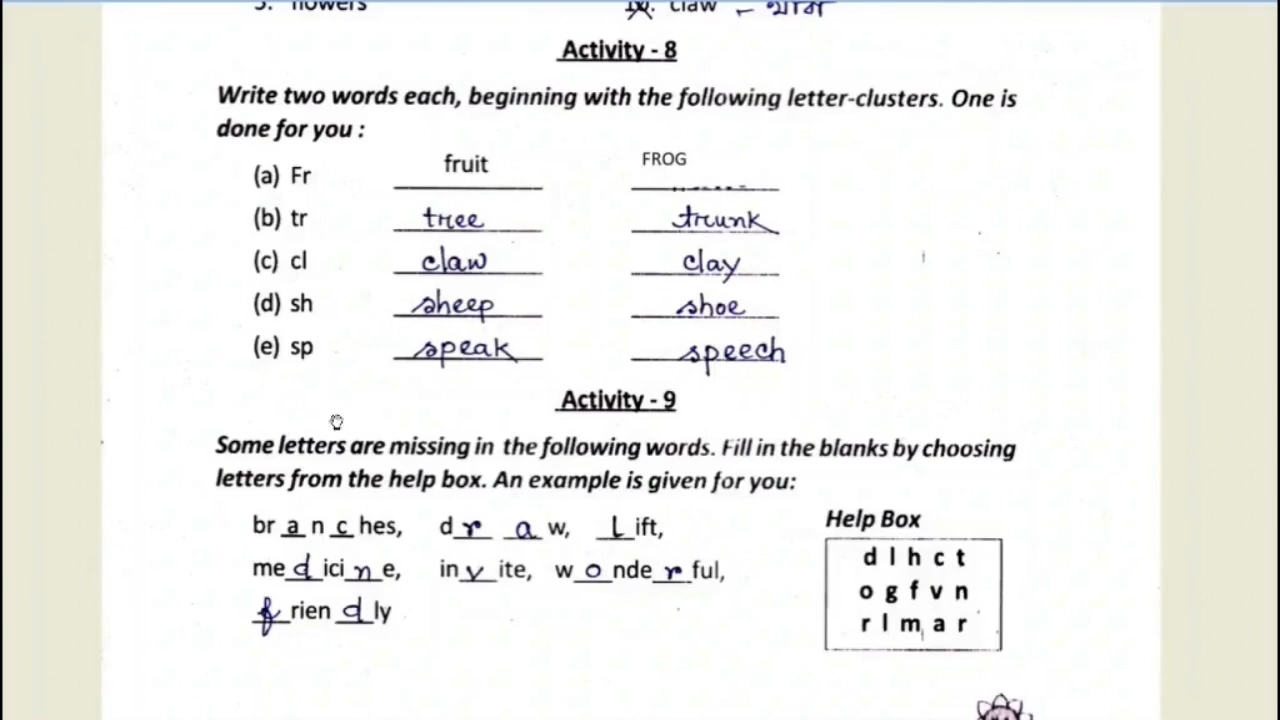 5. flowers
claw - থাবা
Activity - 8
Write two words each, beginning with the following letter-clusters. One is
done for you :
(a) Fr fruit FROG
(b) tr tree trunk
(c) cl claw clay
(d) sh sheep shoe
(e) sp speak speech
Activity - 9
Some letters are missing in the following words. Fill in the blanks by choosing
letters from the help box. An example is given for you:
br a n c hes, d r a w, l ift,
me d ici n e, in v ite, w o nde r ful,
f rien d ly
Help Box
d l h c t
o g f v n
r l m a r